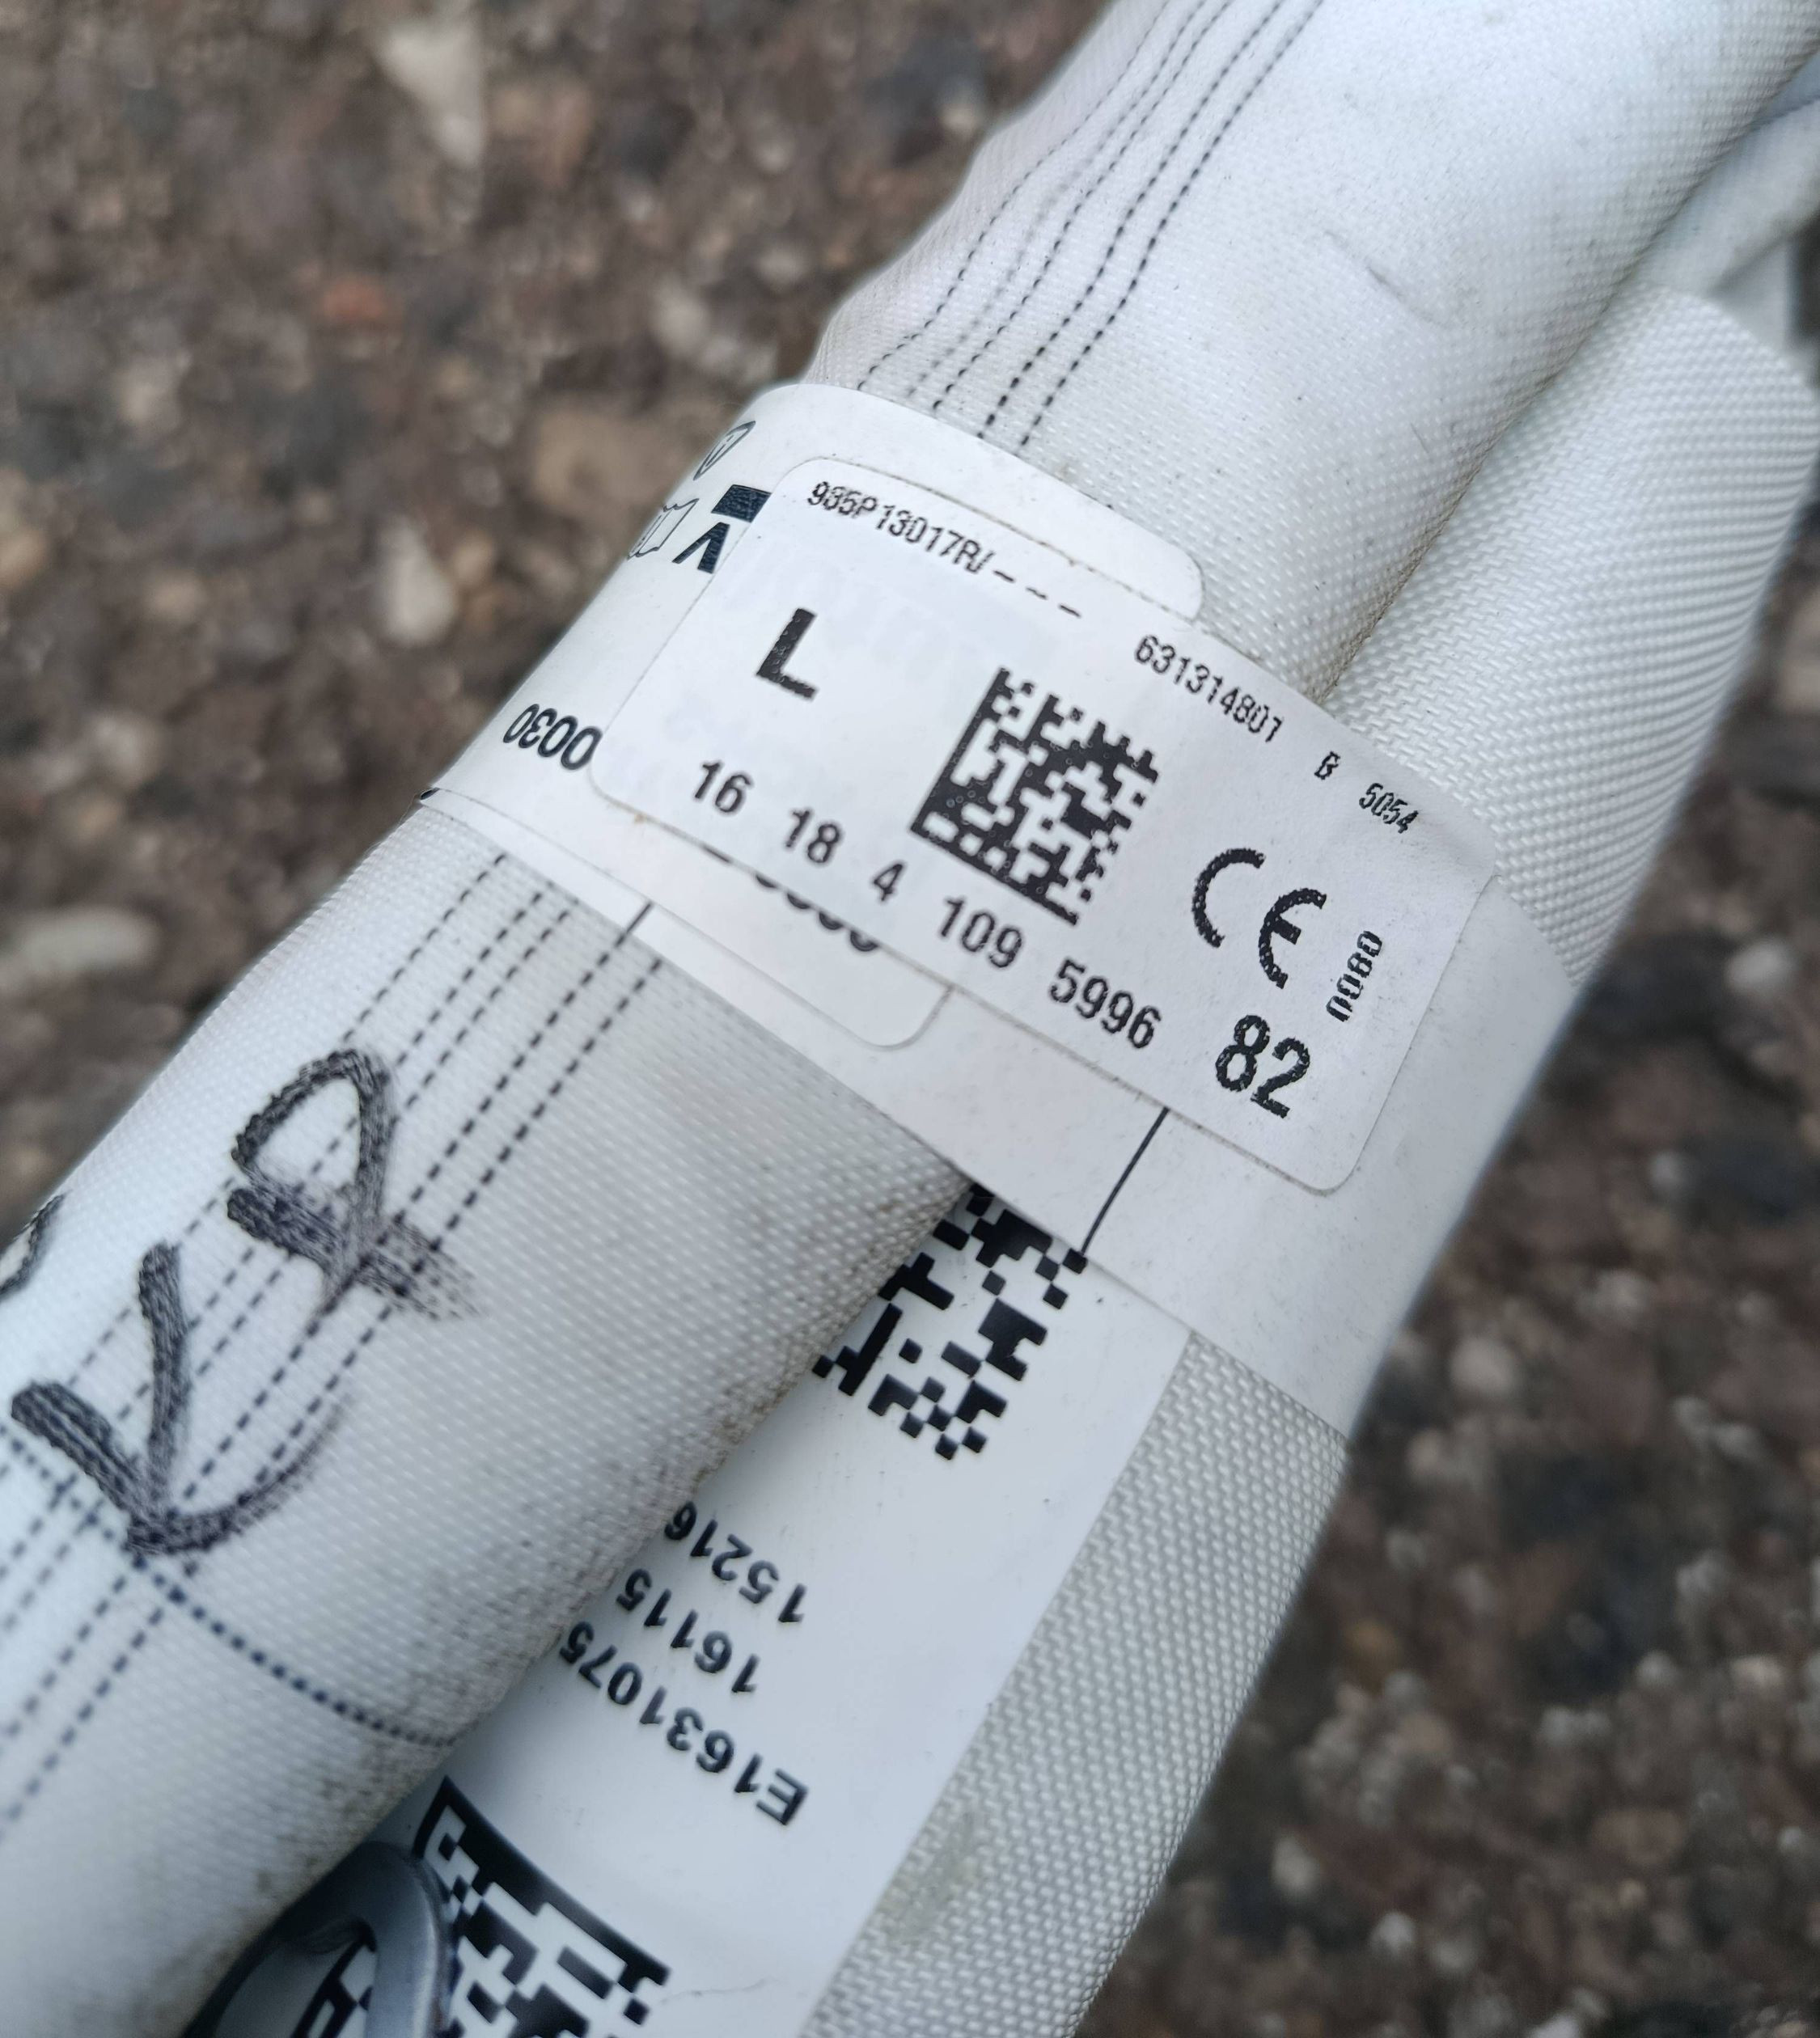 985P13017R/---
631314801 B 5054
L
CE
0080
16 18 4 109 5996
82
0030
15216
16115
E1631075